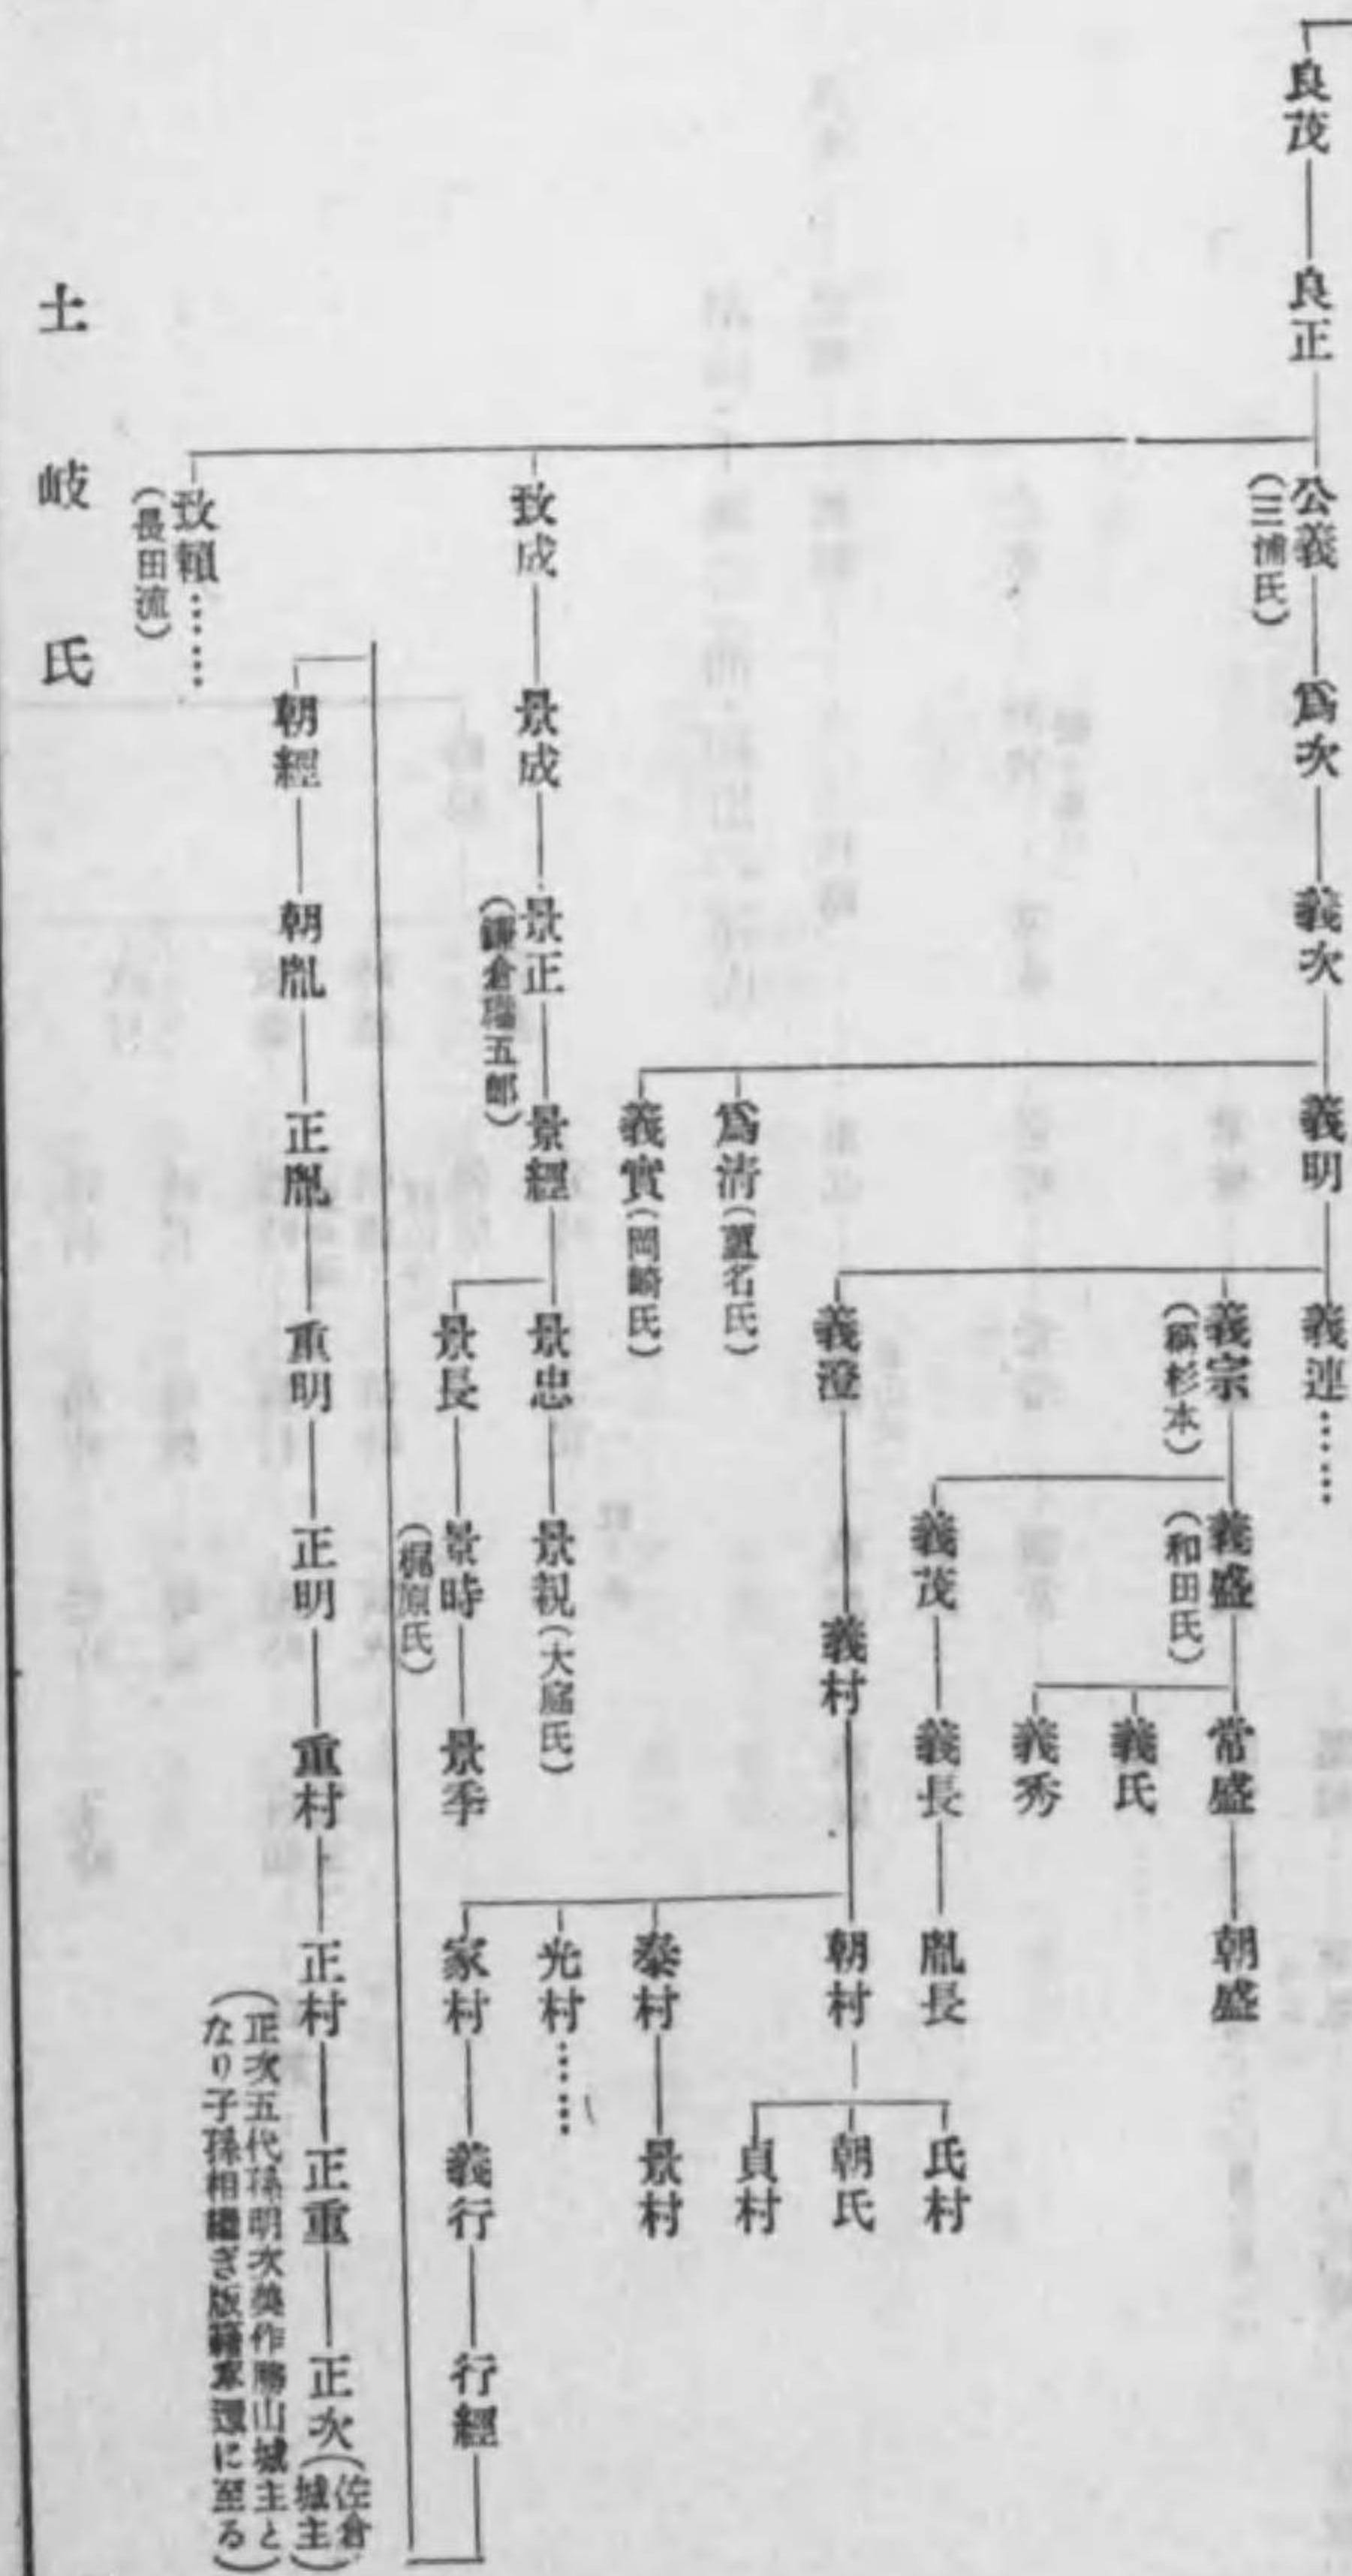 良茂―良正
公義―爲次―義次―義明―義連……
(三浦氏)
義宗―義盛―常盛―朝盛
(稱杉本)
(和田氏)
義氏
義秀
義茂―義長―胤長
義澄―義村―朝村
氏村
朝氏
貞村
泰村―景村
光村……
家村―義行―行經
爲清(蘆名氏)
義實(岡崎氏)
致成―景成―景正―景經―景忠―景親(大庭氏)
(鎌倉權五郎)
景長―景時―景季
(梶原氏)
朝經―朝胤―正胤―重明―正明―重村―正村―正重―正次(佐倉城主)
(正次五代孫明次美作勝山城主と
なり子孫相繼ぎ版籍奉還に至る)
致賴……
(長田流)
土岐氏